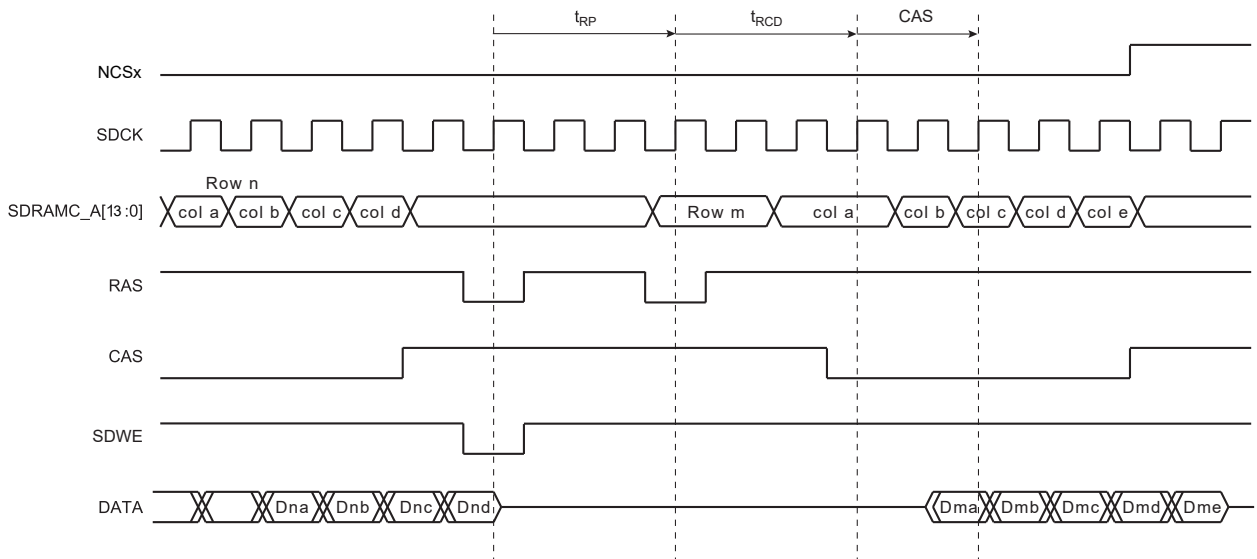 tRP tRCD CAS
NCSx
SDCK
Row n
SDRAMC_A[13:0] col a col b col c col d Row m col a col b col c col d col e
RAS
CAS
SDWE
DATA Dna Dnb Dnc Dnd Dma Dmb Dmc Dmd Dme